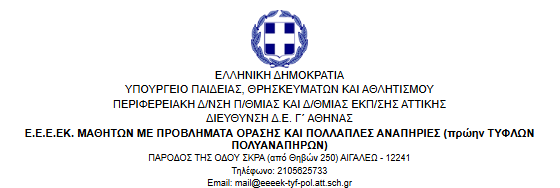 ΕΛΛΗΝΙΚΗ ΔΗΜΟΚΡΑΤΙΑ
ΥΠΟΥΡΓΕΙΟ ΠΑΙΔΕΙΑΣ, ΘΡΗΣΚΕΥΜΑΤΩΝ ΚΑΙ ΑΘΛΗΤΙΣΜΟΥ
ΠΕΡΙΦΕΡΕΙΑΚΗ Δ/ΝΣΗ Π/ΘΜΙΑΣ ΚΑΙ Δ/ΘΜΙΑΣ ΕΚΠ/ΣΗΣ ΑΤΤΙΚΗΣ
ΔΙΕΥΘΥΝΣΗ Δ.Ε. Γ΄ ΑΘΗΝΑΣ
Ε.Ε.Ε.ΕΚ. ΜΑΘΗΤΩΝ ΜΕ ΠΡΟΒΛΗΜΑΤΑ ΟΡΑΣΗΣ ΚΑΙ ΠΟΛΛΑΠΛΕΣ ΑΝΑΠΗΡΙΕΣ (πρώην ΤΥΦΛΩΝ
ΠΟΛΥΑΝΑΠΗΡΩΝ)
ΠΑΡΟΔΟΣ ΤΗΣ ΟΔΟΥ ΣΚΡΑ (από Θηβών 250) ΑΙΓΑΛΕΩ - 12241
Τηλέφωνο: 2105625733
Email: mail@eeeek-tyf-pol.att.sch.gr